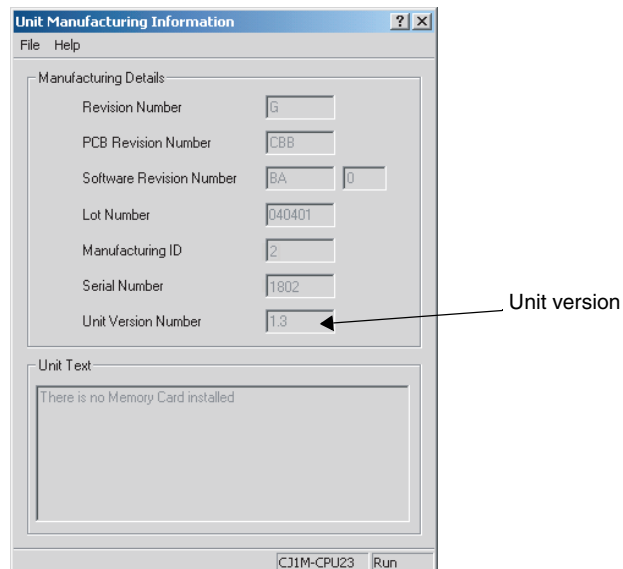 Unit Manufacturing Information
File Help
Manufacturing Details
Revision Number G
PCB Revision Number CBB
Software Revision Number BA 0
Lot Number 040401
Manufacturing ID 2
Serial Number 1802
Unit Version Number 1.3
Unit version
Unit Text
There is no Memory Card installed
CJ1M-CPU23 Run